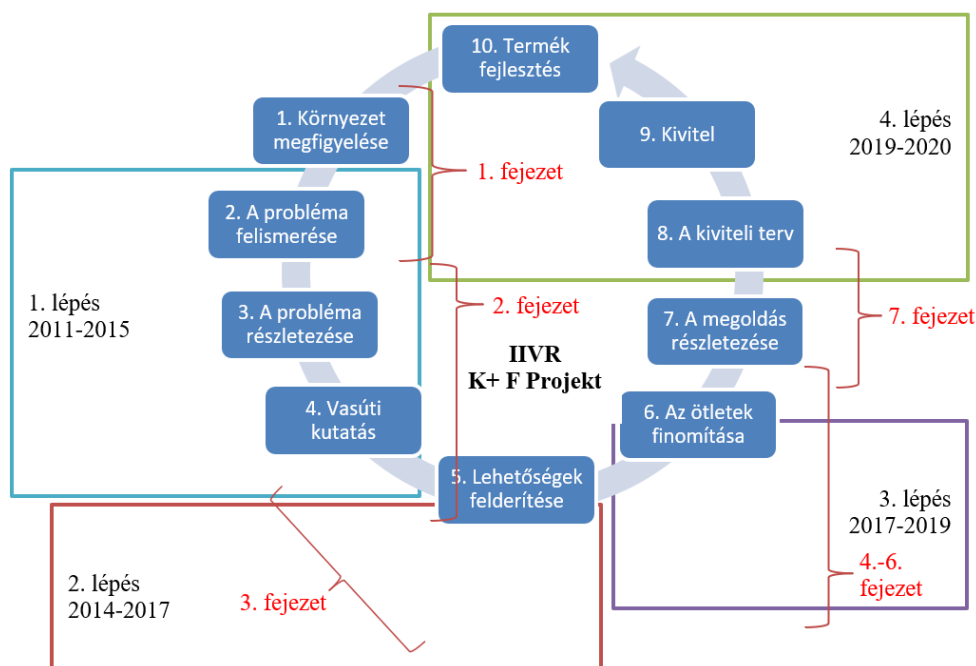 10. Termék
fejlesztés
1. Környezet
megfigyelése
9. Kivitel
4. lépés
2019-2020
1. fejezet
2. A probléma
felismerése
8. A kiviteli terv
1. lépés
2011-2015
3. A probléma
részletezése
2. fejezet
7. A megoldás
részletezése
7. fejezet
IIVR
K+ F Projekt
4. Vasúti
kutatás
6. Az ötletek
finomítása
5. Lehetőségek
felderítése
3. lépés
2017-2019
2. lépés
2014-2017
3. fejezet
4.-6.
fejezet